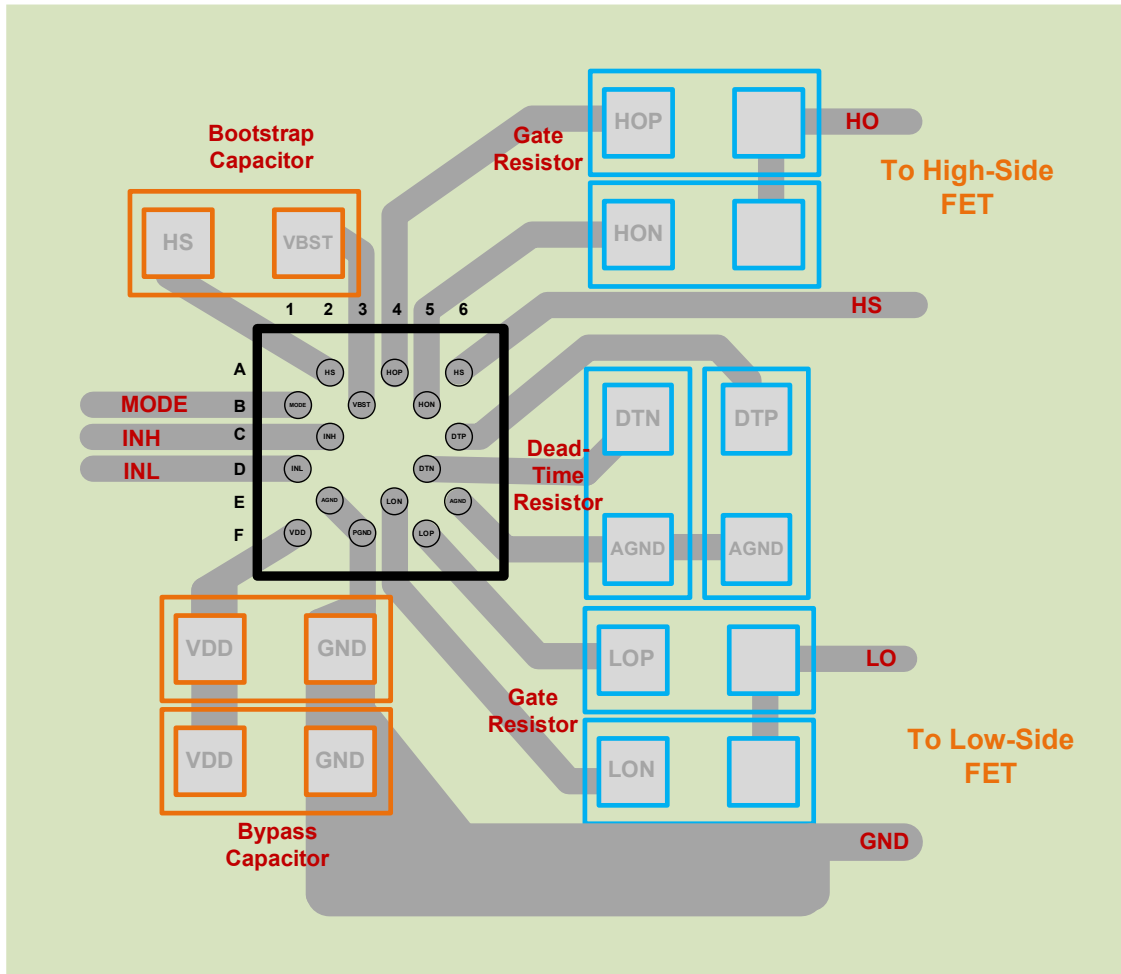 HOP
HO
Bootstrap
Capacitor
Gate
Resistor
To High-Side
FET
HS
VBST
HON
HS
1
2
3
4
5
6
A
HS
HOP
HS
MODE
B
MODE
VBST
HON
DTN
DTP
INH
C
INH
DTP
INL
D
INL
DTN
Dead-
Time
Resistor
E
AGND
LON
AGND
F
VDD
PGND
LOP
AGND
AGND
VDD
GND
LOP
LO
Gate
Resistor
To Low-Side
FET
VDD
GND
LON
Bypass
Capacitor
GND